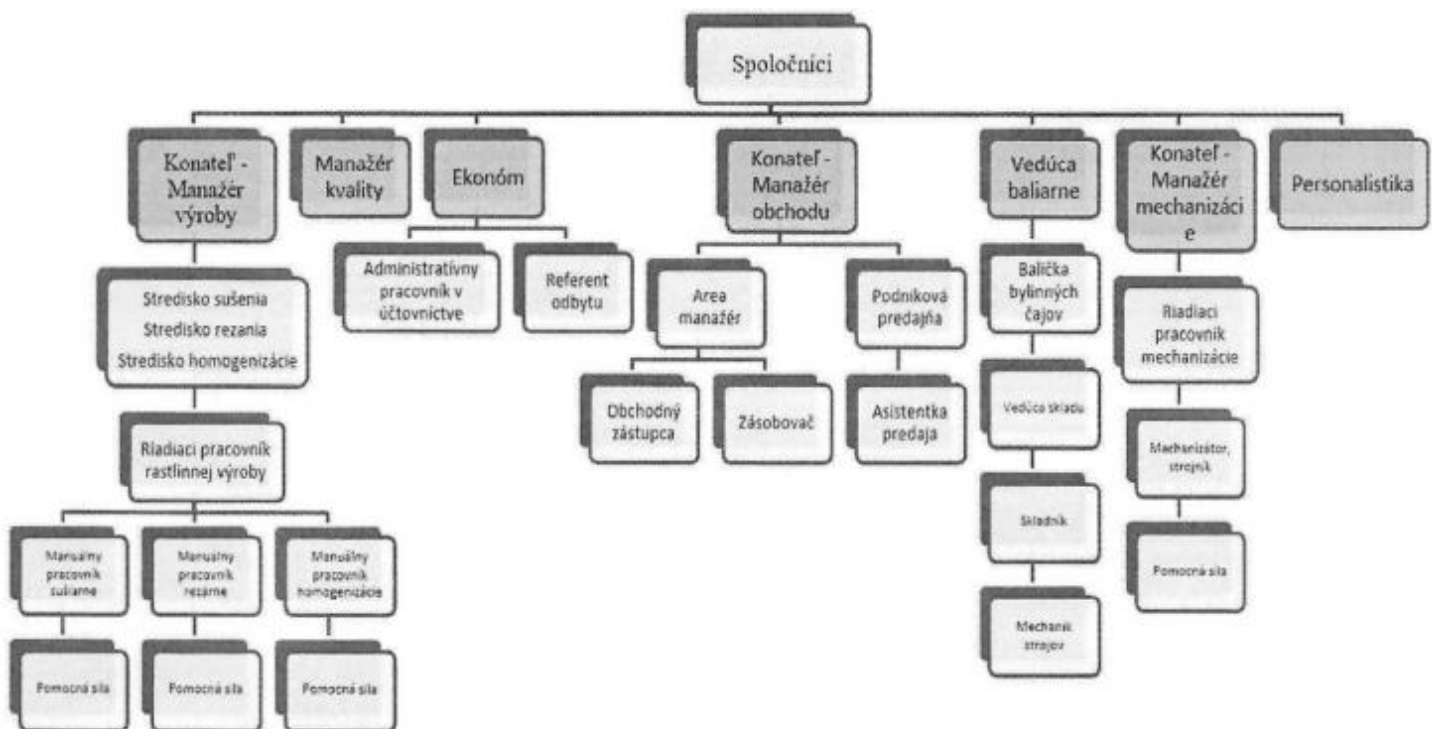 Spoločníci
Konateľ -
Manažér
výroby
Manažér
kvality
Ekonóm
Konateľ -
Manažér
obchodu
Vedúca
baliarne
Konateľ -
Manažér
mechanizáci
e
Personalistika
Stredisko sušenia
Stredisko rezania
Stredisko homogenizácie
Administratívny
pracovník v
účtovníctve
Referent
odbytu
Area
manažér
Podniková
predajňa
Balička
bylinných
čajov
Riadiaci
pracovník
mechanizácie
Riadiaci pracovník
rastlinnej výroby
Obchodný
zástupca
Zásobovač
Asistentka
predaja
Vedúca skladu
Mechanizátor,
strojník
Manuálny
pracovník
sušiarne
Manuálny
pracovník
rezárne
Manuálny
pracovník
homogenizácie
Skladník
Pomocná sila
Mechanik
strojov
Pomocná sila
Pomocná sila
Pomocná sila